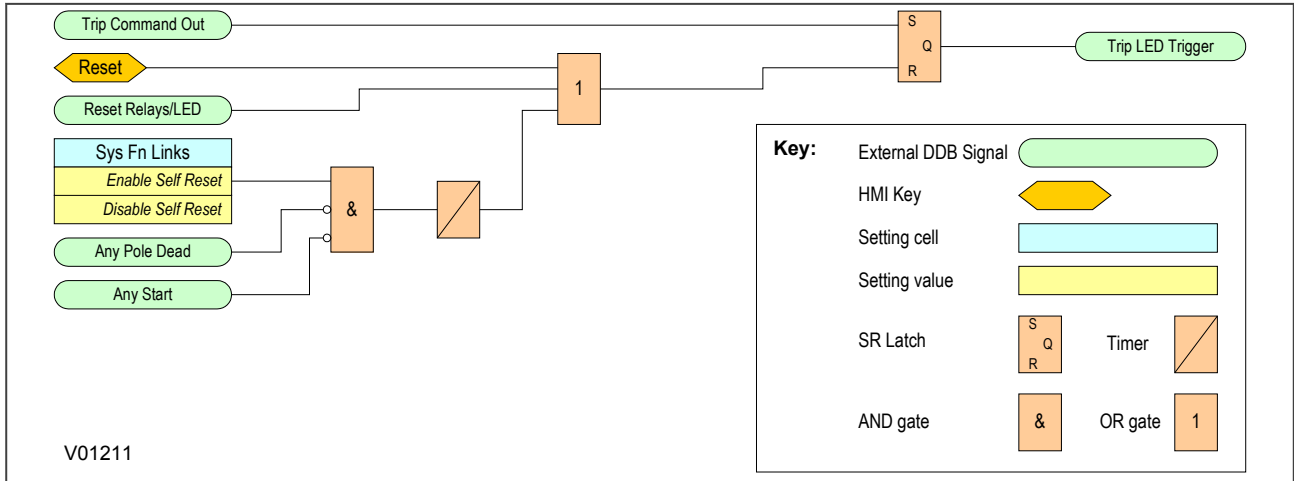 Trip Command Out
S
Q
R
Trip LED Trigger
Reset
1
Reset Relays/LED
Sys Fn Links
Enable Self Reset
Disable Self Reset
&
Any Pole Dead
Any Start
Key:
External DDB Signal
HMI Key
Setting cell
Setting value
SR Latch
S
Q
R
Timer
AND gate
&
OR gate
1
V01211